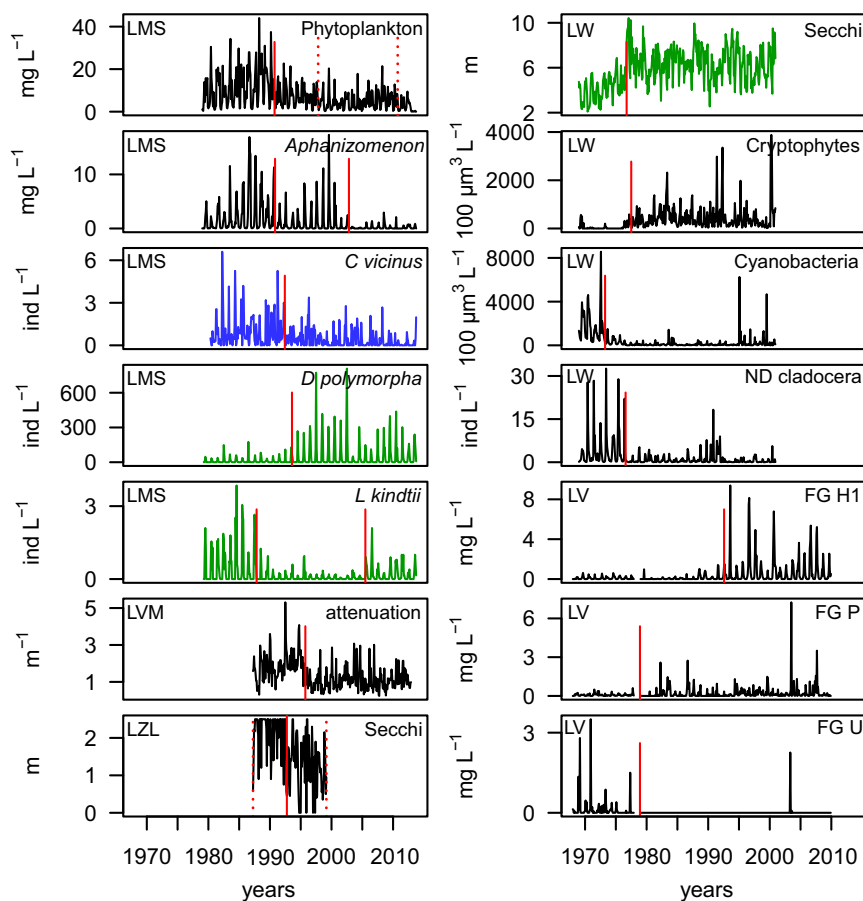 LMS Phytoplankton
mg L⁻¹
40
20
0
LMS Aphanizomenon
mg L⁻¹
10
0
LMS C vicinus
ind L⁻¹
6
3
0
LMS D polymorpha
ind L⁻¹
600
300
0
LMS L kindtii
ind L⁻¹
3
0
LVM attenuation
m⁻¹
5
3
1
LZL Secchi
m
2
1
0
1970 1980 1990 2000 2010
years
LW Secchi
m
10
6
2
LW Cryptophytes
100 µm³ L⁻¹
4000
2000
0
LW Cyanobacteria
100 µm³ L⁻¹
8000
4000
0
LW ND cladocera
ind L⁻¹
30
15
0
LV FG H1
mg L⁻¹
8
4
0
LV FG P
mg L⁻¹
6
3
0
LV FG U
mg L⁻¹
3
0
1970 1980 1990 2000 2010
years